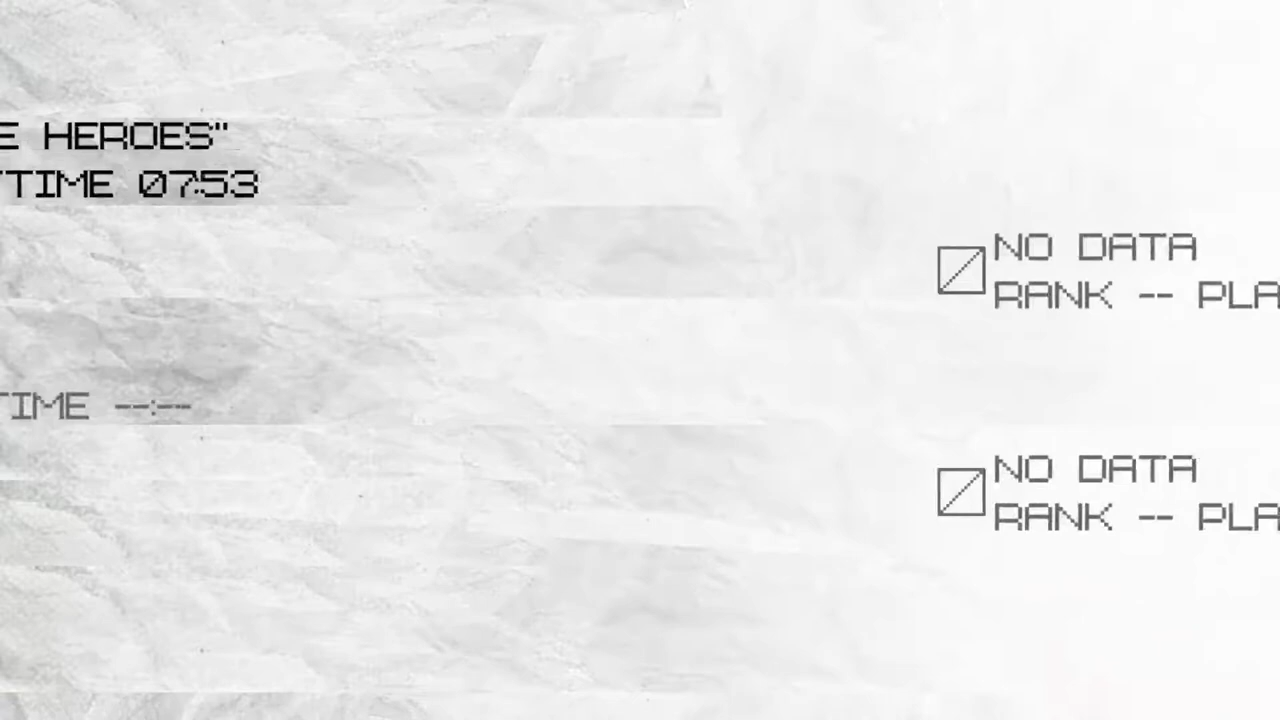 E HEROES"
TIME 07:53
NO DATA
RANK -- PLA
TIME --:--
NO DATA
RANK -- PLA